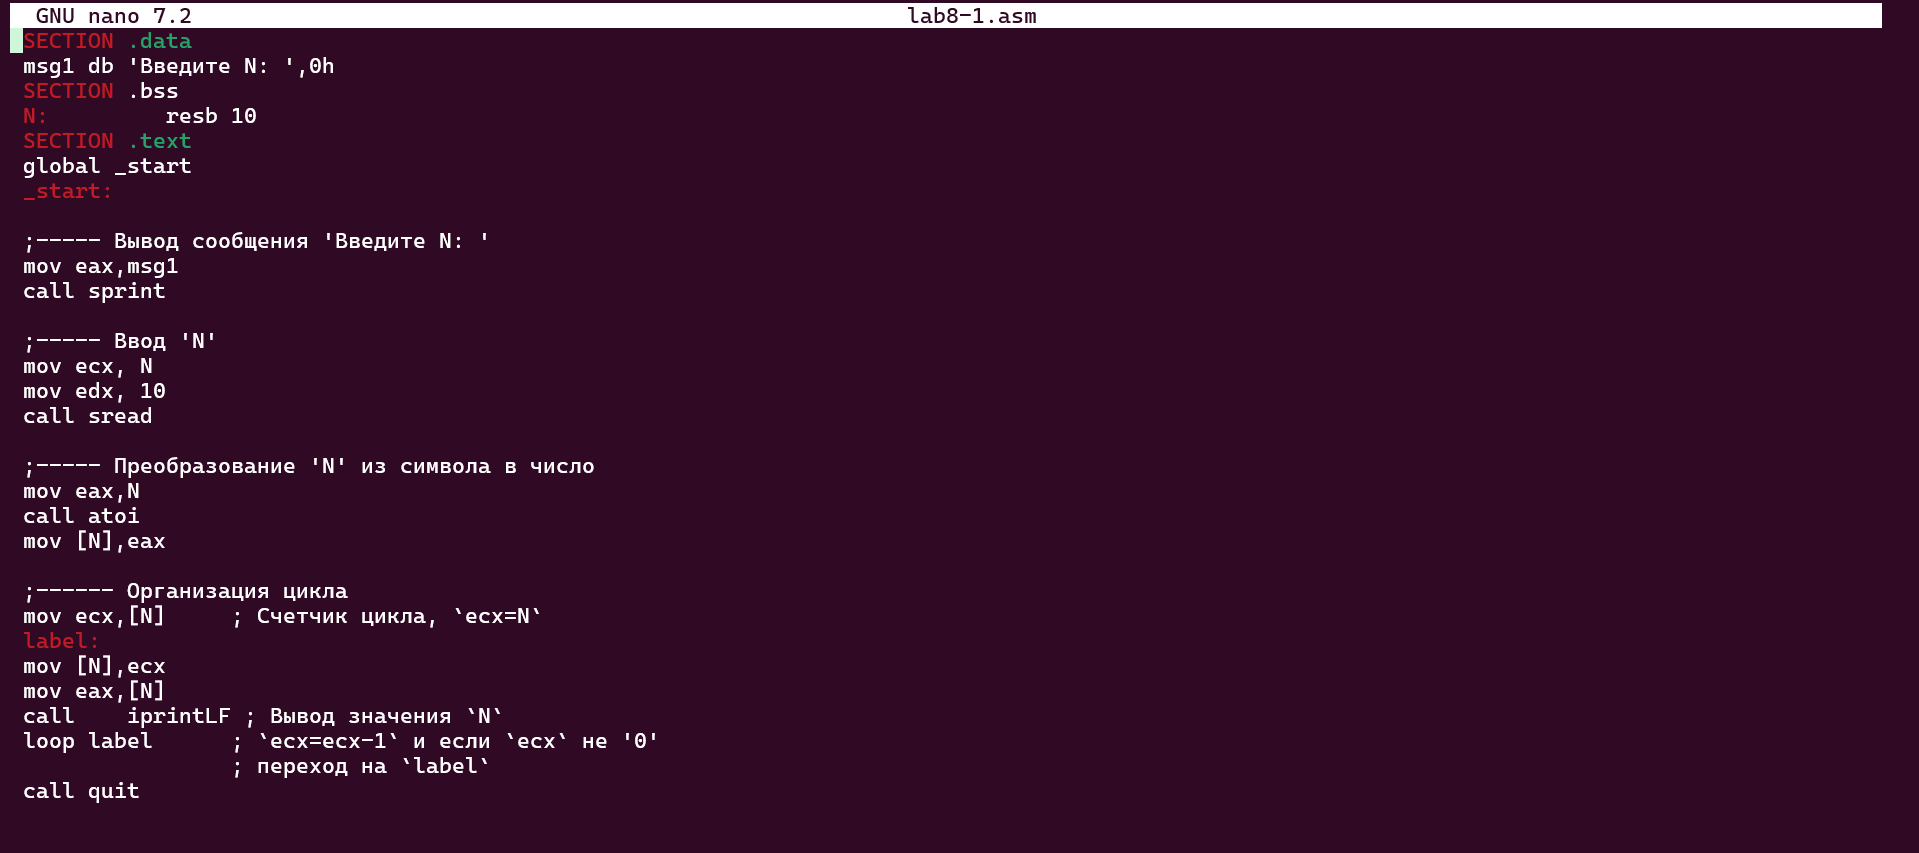 GNU nano 7.2 lab8-1.asm
SECTION .data
msg1 db 'Введите N: ',0h
SECTION .bss
N: resb 10
SECTION .text
global _start
_start:
;----- Вывод сообщения 'Введите N: '
mov eax,msg1
call sprint
;----- Ввод 'N'
mov ecx, N
mov edx, 10
call sread
;----- Преобразование 'N' из символа в число
mov eax,N
call atoi
mov [N],eax
;------ Организация цикла
mov ecx,[N] ; Счетчик цикла, `ecx=N`
label:
mov [N],ecx
mov eax,[N]
call iprintLF ; Вывод значения `N`
loop label ; `ecx=ecx-1` и если `ecx` не '0'
; переход на `label`
call quit